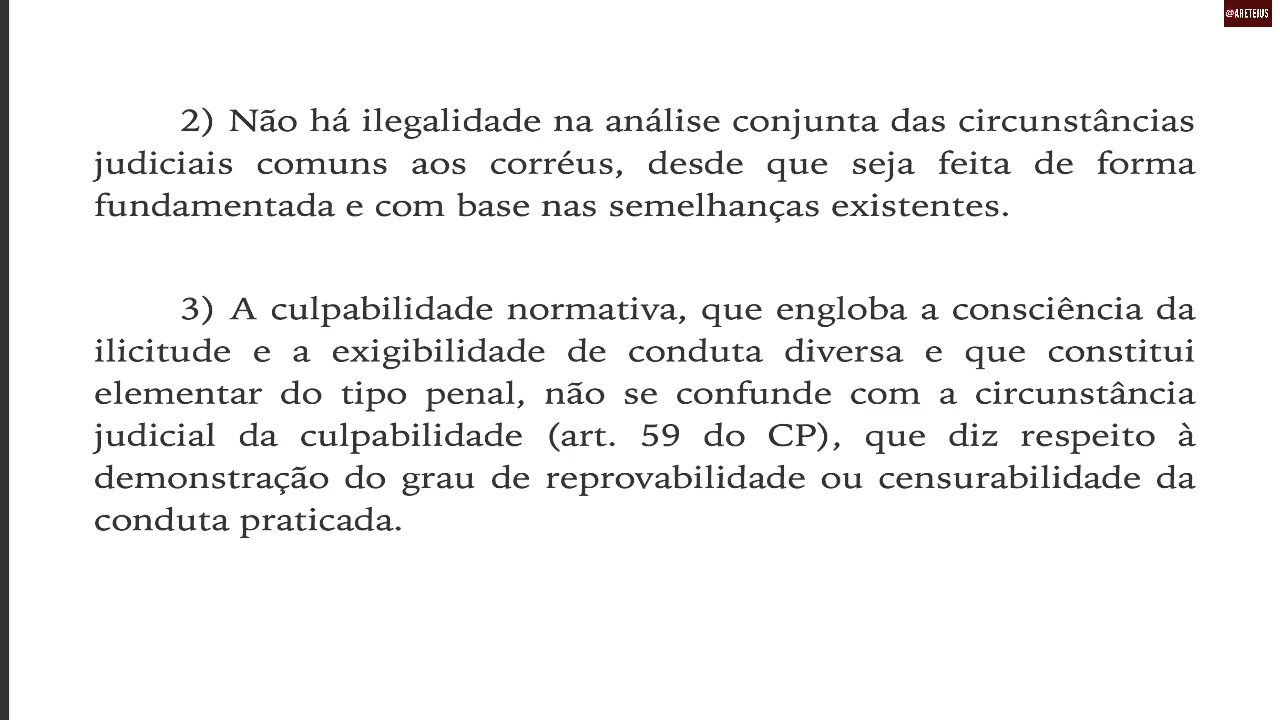 @ARETEJUS
2) Não há ilegalidade na análise conjunta das circunstâncias
judiciais comuns aos corréus, desde que seja feita de forma
fundamentada e com base nas semelhanças existentes.
3) A culpabilidade normativa, que engloba a consciência da
ilicitude e a exigibilidade de conduta diversa e que constitui
elementar do tipo penal, não se confunde com a circunstância
judicial da culpabilidade (art. 59 do CP), que diz respeito à
demonstração do grau de reprovabilidade ou censurabilidade da
conduta praticada.